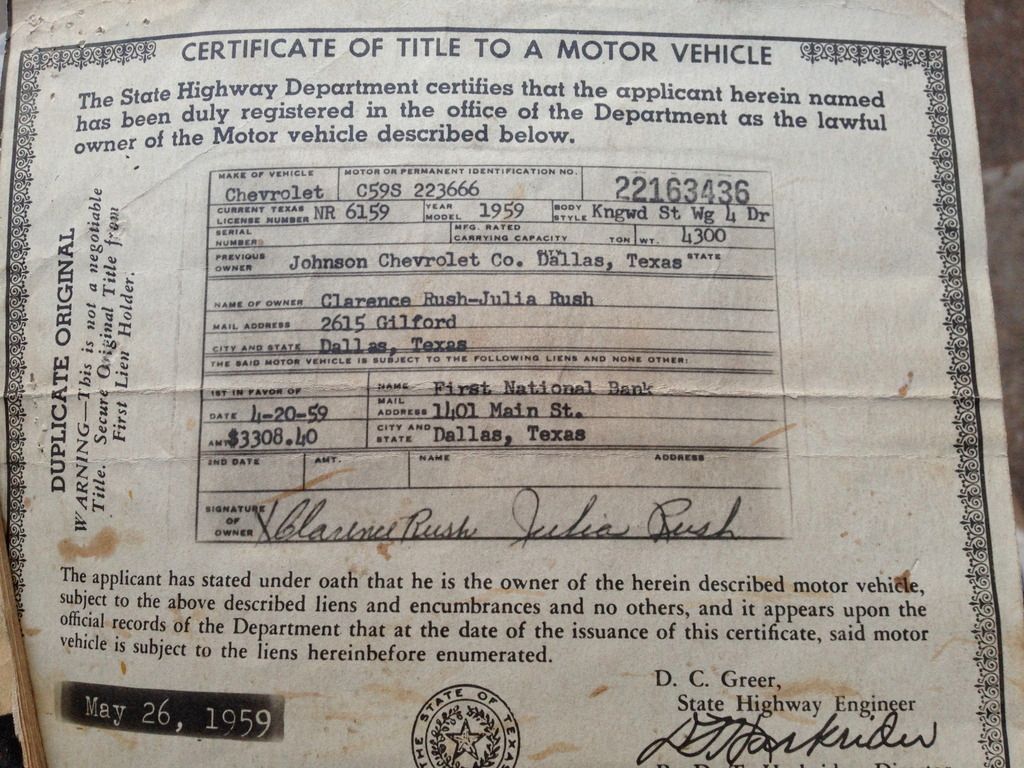 CERTIFICATE OF TITLE TO A MOTOR VEHICLE
The State Highway Department certifies that the applicant herein named
has been duly registered in the office of the Department as the lawful
owner of the Motor vehicle described below.
DUPLICATE ORIGINAL
WARNING—This is not a negotiable
Title. Secure Original Title from
First Lien Holder.
MAKE OF VEHICLE MOTOR OR PERMANENT IDENTIFICATION NO.
Chevrolet C59S 223666 22163436
CURRENT TEXAS LICENSE NUMBER NR 6159 YEAR MODEL 1959 BODY STYLE Kngwd St Wg 4 Dr
SERIAL NUMBER MFG. RATED CARRYING CAPACITY TON WT. 4300
PREVIOUS OWNER Johnson Chevrolet Co. Dallas, Texas STATE
NAME OF OWNER Clarence Rush-Julia Rush
MAIL ADDRESS 2615 Gilford
CITY AND STATE Dallas, Texas
THE SAID MOTOR VEHICLE IS SUBJECT TO THE FOLLOWING LIENS AND NONE OTHER:
1ST IN FAVOR OF NAME First National Bank
DATE 4-20-59 MAIL ADDRESS 1401 Main St.
AMT $3308.40 CITY AND STATE Dallas, Texas
2ND DATE AMT. NAME ADDRESS
SIGNATURE OF OWNER X Clarence Rush Julia Rush
The applicant has stated under oath that he is the owner of the herein described motor vehicle,
subject to the above described liens and encumbrances and no others, and it appears upon the
official records of the Department that at the date of the issuance of this certificate, said motor
vehicle is subject to the liens hereinbefore enumerated.
May 26, 1959
THE STATE OF TEXAS
D. C. Greer,
State Highway Engineer